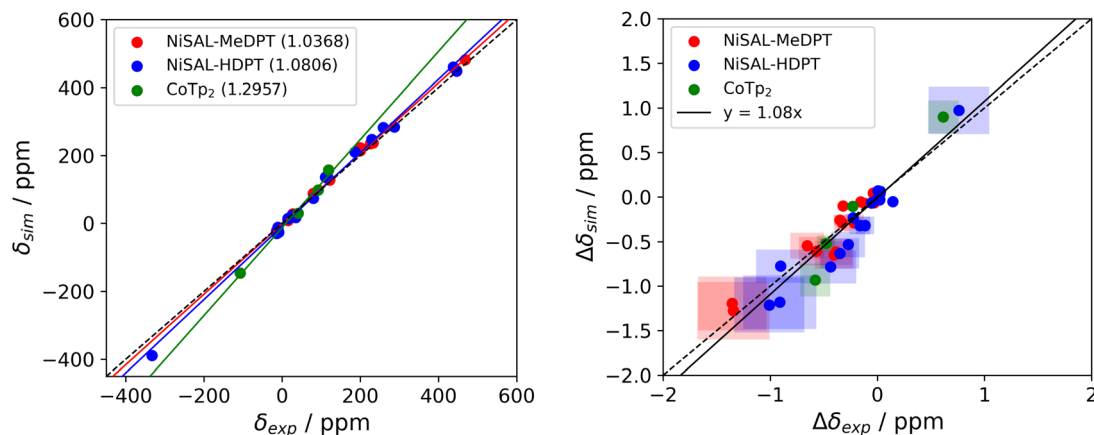 600
400
200
0
−200
−400
−400 −200 0 200 400 600
δsim / ppm
δexp / ppm
NiSAL-MeDPT (1.0368)
NiSAL-HDPT (1.0806)
CoTp₂ (1.2957)
2.0
1.5
1.0
0.5
0.0
−0.5
−1.0
−1.5
−2.0
−2 −1 0 1 2
Δδsim / ppm
Δδexp / ppm
NiSAL-MeDPT
NiSAL-HDPT
CoTp₂
y = 1.08x